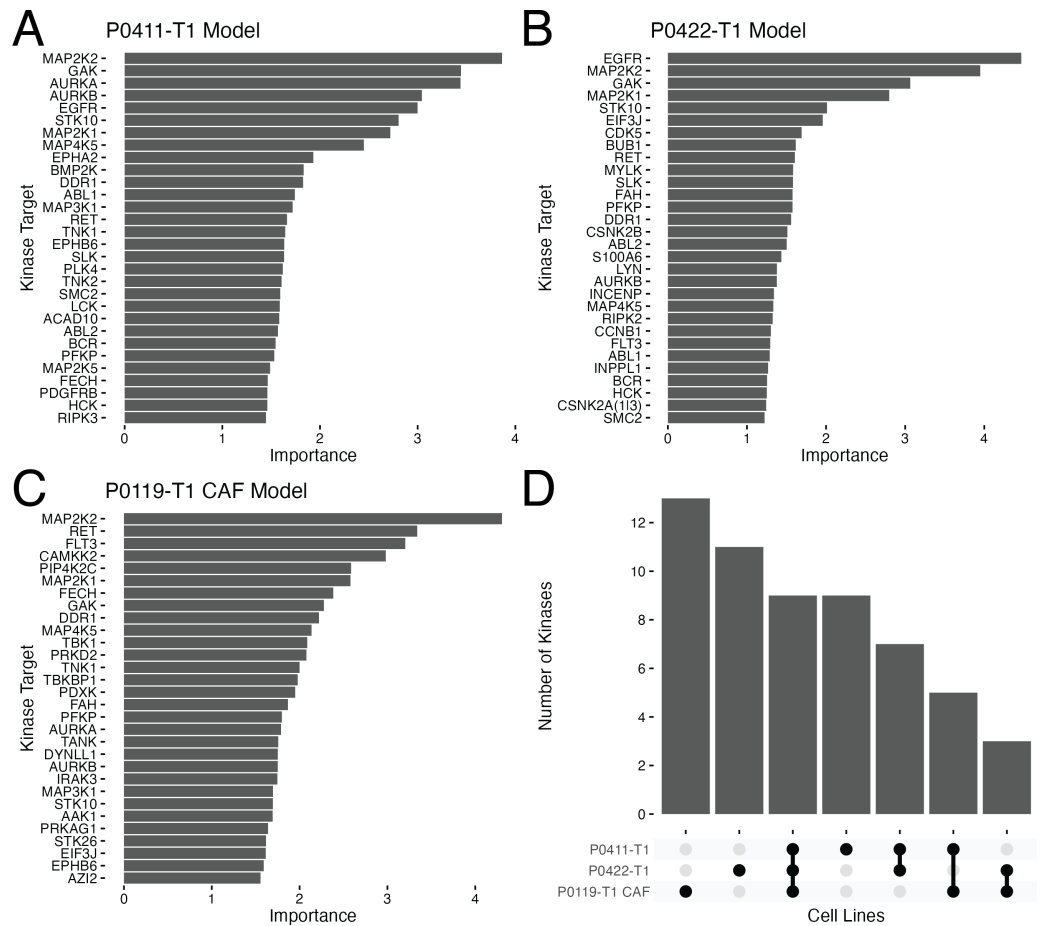 A
P0411-T1 Model
Kinase Target
MAP2K2
GAK
AURKA
AURKB
EGFR
STK10
MAP2K1
MAP4K5
EPHA2
BMP2K
DDR1
ABL1
MAP3K1
RET
TNK1
EPHB6
SLK
PLK4
TNK2
SMC2
LCK
ACAD10
ABL2
BCR
PFKP
MAP2K5
FECH
PDGFRB
HCK
RIPK3
0 1 2 3 4
Importance
B
P0422-T1 Model
Kinase Target
EGFR
MAP2K2
GAK
MAP2K1
STK10
EIF3J
CDK5
BUB1
RET
MYLK
SLK
FAH
PFKP
DDR1
CSNK2B
ABL2
S100A6
LYN
AURKB
INCENP
MAP4K5
RIPK2
CCNB1
FLT3
ABL1
INPPL1
BCR
HCK
CSNK2A(1|3)
SMC2
0 1 2 3 4
Importance
C
P0119-T1 CAF Model
Kinase Target
MAP2K2
RET
FLT3
CAMKK2
PIP4K2C
MAP2K1
FECH
GAK
DDR1
MAP4K5
TBK1
PRKD2
TNK1
TBKBP1
PDXK
FAH
PFKP
AURKA
TANK
DYNLL1
AURKB
IRAK3
MAP3K1
STK10
AAK1
PRKAG1
STK26
EIF3J
EPHB6
AZI2
0 1 2 3 4
Importance
D
Number of Kinases
12
10
8
6
4
2
0
P0411-T1
P0422-T1
P0119-T1 CAF
Cell Lines